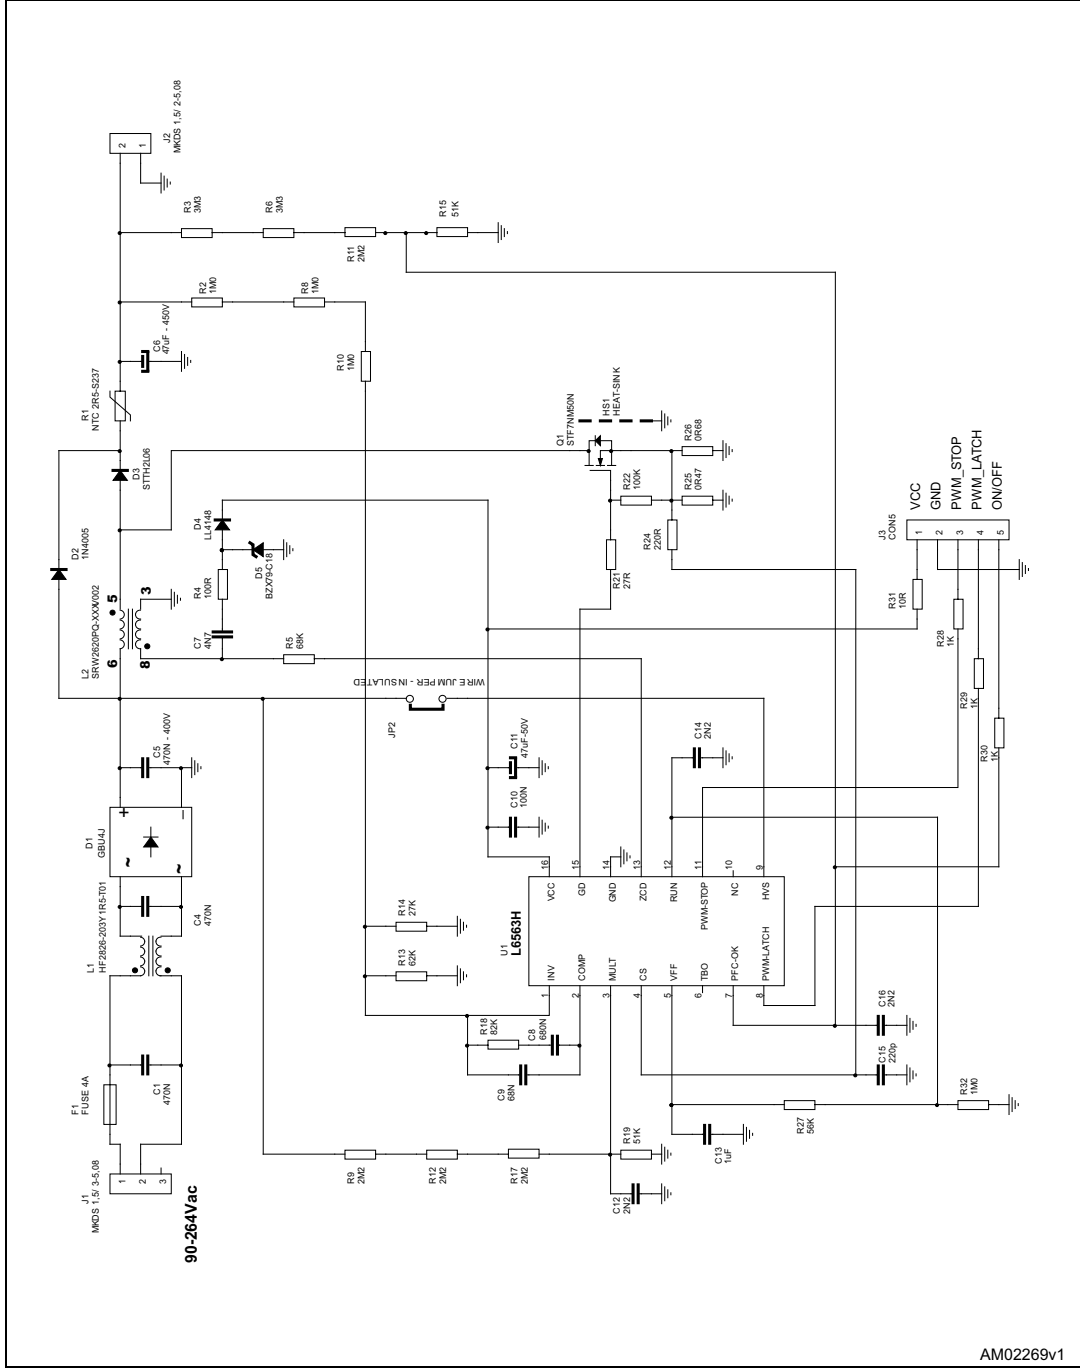 J1
MKDS 1,5/ 3-5,08
1
2
3
90-264Vac
F1
FUSE 4A
C1
470N
L1
HF2826-203Y1R5-T01
C4
470N
D1
GBU4J
~
~
+
−
C5
470N - 400V
L2
SRW2620PQ-XXXV002
6
5
8
3
D2
1N4005
D3
STTH2L06
R1
NTC 2R5-S237
C6
47uF - 450V
J2
MKDS 1,5/ 2-5,08
2
1
R3
3M3
R6
3M3
R11
2M2
R15
51K
R2
1M0
R8
1M0
R10
1M0
C7
4N7
R4
100R
D4
LL4148
D5
BZX79-C18
R5
68K
JP2
WIRE JUMPER - INSULATED
Q1
STF7NM50N
HS1
HEAT-SINK
R22
100K
R21
27R
R24
220R
R25
0R47
R26
0R68
J3
CON5
1
2
3
4
5
VCC
GND
PWM_STOP
PWM_LATCH
ON/OFF
R31
10R
R28
1K
R29
1K
R30
1K
C10
100N
C11
47uF-50V
C14
2N2
R14
27K
R13
62K
U1
L6563H
1
INV
2
COMP
3
MULT
4
CS
5
VFF
6
TBO
7
PFC-OK
8
PWM-LATCH
16
VCC
15
GD
14
GND
13
ZCD
12
RUN
11
PWM-STOP
10
NC
9
HVS
R18
82K
C8
680N
C9
68N
R9
2M2
R12
2M2
R17
2M2
R19
51K
C12
2N2
C13
1uF
C15
220p
C16
2N2
R27
56K
R32
1M0
AM02269v1